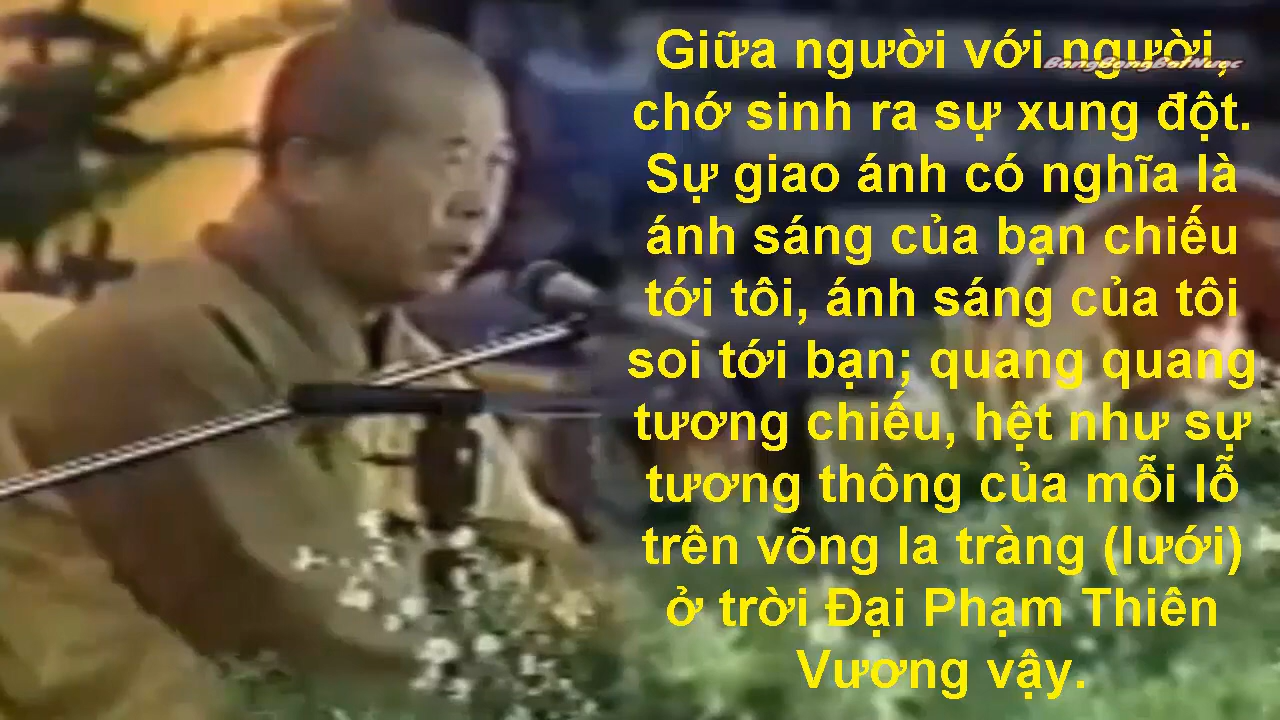 Giữa người với người,
BongBongBotNuoc
chớ sinh ra sự xung đột.
Sự giao ánh có nghĩa là
ánh sáng của bạn chiếu
tới tôi, ánh sáng của tôi
soi tới bạn; quang quang
tương chiếu, hệt như sự
tương thông của mỗi lỗ
trên võng la tràng (lưới)
ở trời Đại Phạm Thiên
Vương vậy.